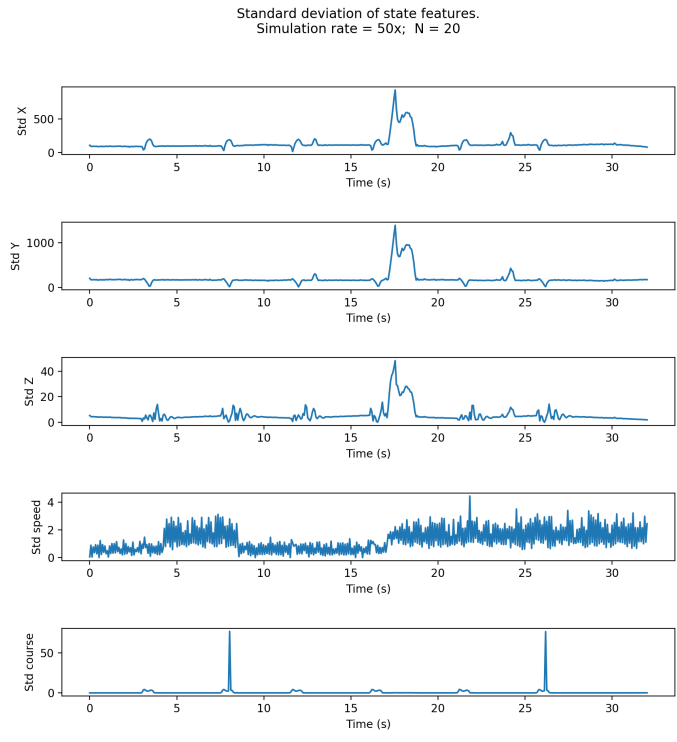 Standard deviation of state features.
Simulation rate = 50x;  N = 20
Std X
500
0
0 5 10 15 20 25 30
Time (s)
Std Y
1000
0
0 5 10 15 20 25 30
Time (s)
Std Z
40
20
0
0 5 10 15 20 25 30
Time (s)
Std speed
4
2
0
0 5 10 15 20 25 30
Time (s)
Std course
50
0
0 5 10 15 20 25 30
Time (s)